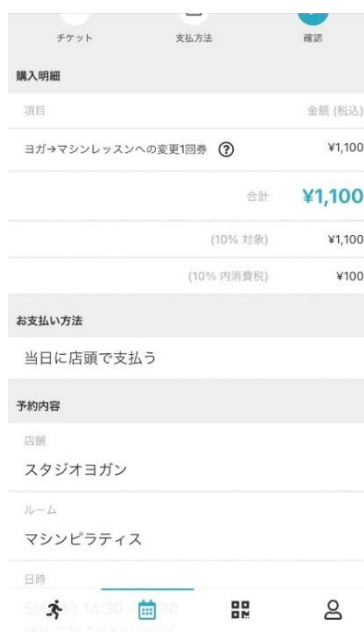 チケット 支払方法 確認
購入明細
項目 金額 (税込)
ヨガ→マシンレッスンへの変更1回券 ? ¥1,100
合計 ¥1,100
(10% 対象) ¥1,100
(10% 内消費税) ¥100
お支払い方法
当日に店頭で支払う
予約内容
店舗
スタジオヨガン
ルーム
マシンピラティス
日時